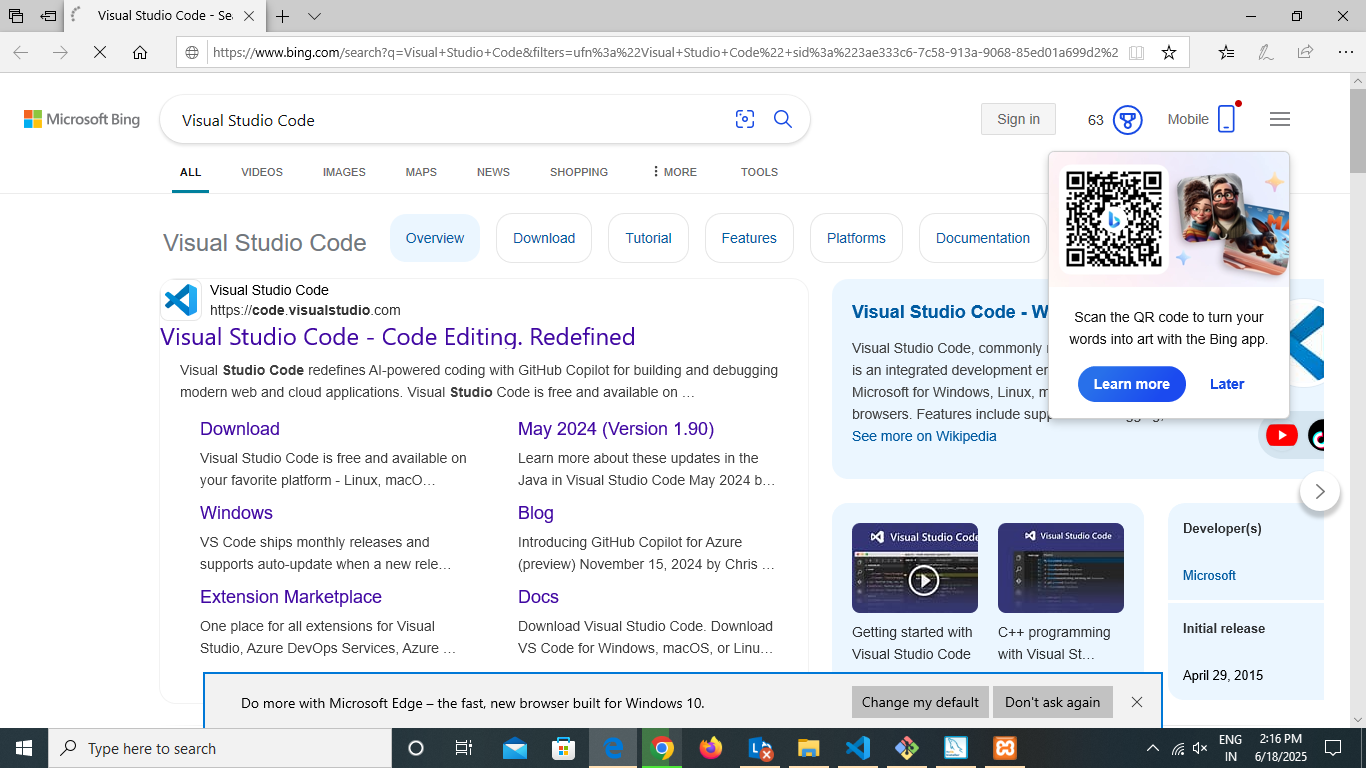 Visual Studio Code - Sea
https://www.bing.com/search?q=Visual+Studio+Code&filters=ufn%3a%22Visual+Studio+Code%22+sid%3a%223ae333c6-7c58-913a-9068-85ed01a699d2%2
Microsoft Bing
Visual Studio Code
Sign in
63
Mobile
ALL
VIDEOS
IMAGES
MAPS
NEWS
SHOPPING
MORE
TOOLS
Visual Studio Code
Overview
Download
Tutorial
Features
Platforms
Documentation
Visual Studio Code
https://code.visualstudio.com
Visual Studio Code - Code Editing. Redefined
Visual Studio Code redefines AI-powered coding with GitHub Copilot for building and debugging
modern web and cloud applications. Visual Studio Code is free and available on …
Download
Visual Studio Code is free and available on
your favorite platform - Linux, macO…
May 2024 (Version 1.90)
Learn more about these updates in the
Java in Visual Studio Code May 2024 b…
Windows
VS Code ships monthly releases and
supports auto-update when a new rele…
Blog
Introducing GitHub Copilot for Azure
(preview) November 15, 2024 by Chris …
Extension Marketplace
One place for all extensions for Visual
Studio, Azure DevOps Services, Azure …
Docs
Download Visual Studio Code. Download
VS Code for Windows, macOS, or Linu…
Visual Studio Code - W
Visual Studio Code, commonly
is an integrated development
Microsoft for Windows, Linux,
browsers. Features include
See more on Wikipedia
Scan the QR code to turn your
words into art with the Bing app.
Learn more
Later
Visual Studio Code
Getting started with
Visual Studio Code
Visual Studio Code
C++ programming
with Visual St…
Developer(s)
Microsoft
Initial release
April 29, 2015
Do more with Microsoft Edge – the fast, new browser built for Windows 10.
Change my default
Don't ask again
Type here to search
ENG
IN
2:16 PM
6/18/2025